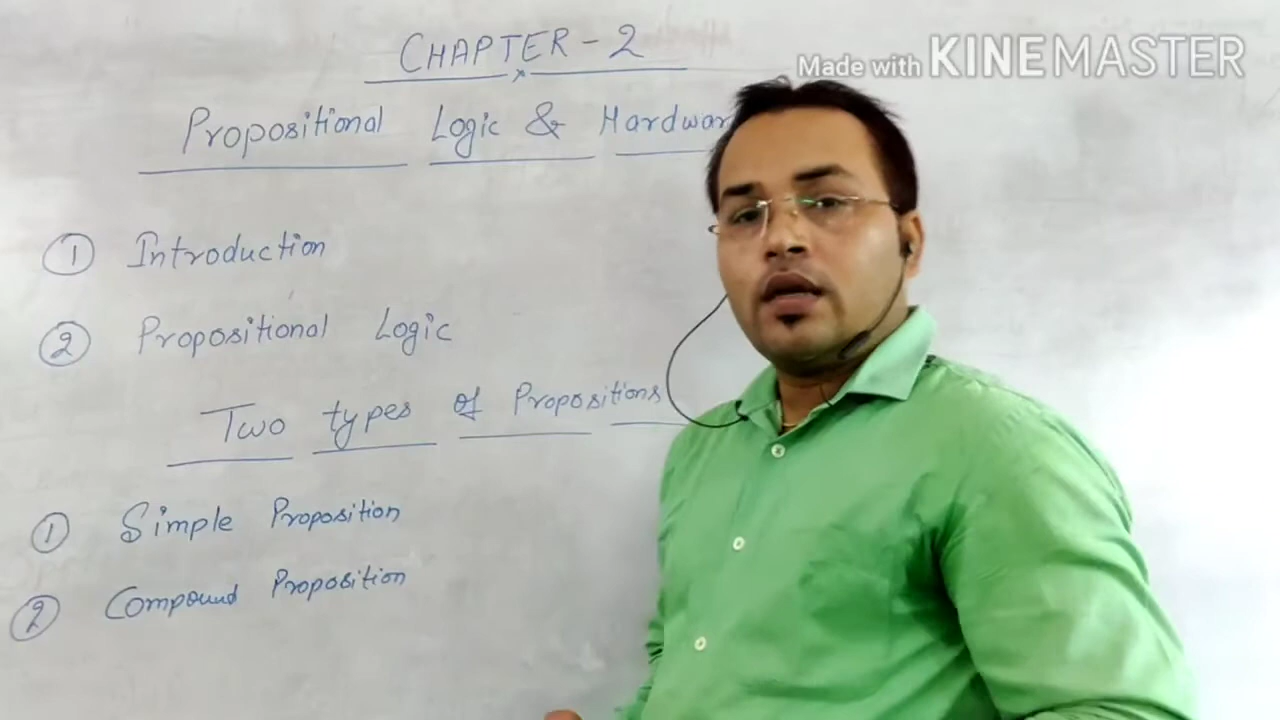 CHAPTER - 2
Made with KINEMASTER
Propositional Logic & Hardwar
① Introduction
② Propositional Logic
Two types of Propositions
① Simple Proposition
② Compound Proposition